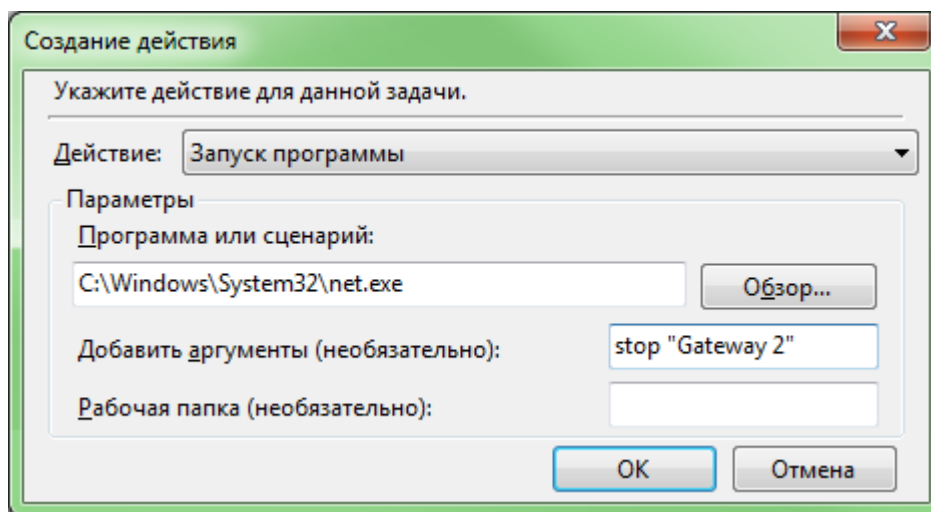 Создание действия
Укажите действие для данной задачи.
Действие: Запуск программы
Параметры
Программа или сценарий:
C:\Windows\System32\net.exe Обзор...
Добавить аргументы (необязательно): stop "Gateway 2"
Рабочая папка (необязательно):
OK Отмена